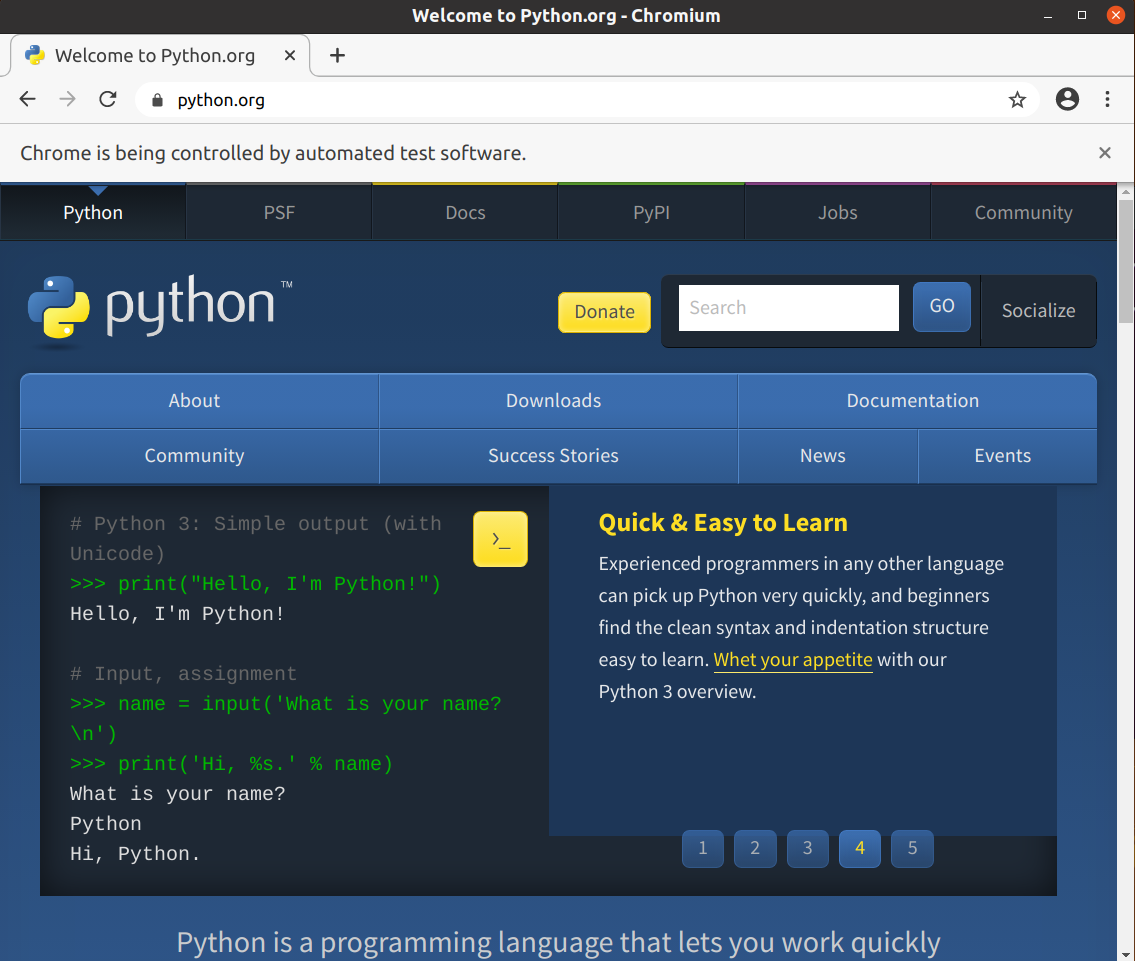 Welcome to Python.org - Chromium
Welcome to Python.org
python.org
Chrome is being controlled by automated test software.
Python PSF Docs PyPI Jobs Community
python™
Donate Search GO Socialize
About Downloads Documentation
Community Success Stories News Events
# Python 3: Simple output (with
Unicode)
>>> print("Hello, I'm Python!")
Hello, I'm Python!
# Input, assignment
>>> name = input('What is your name?
\n')
>>> print('Hi, %s.' % name)
What is your name?
Python
Hi, Python.
>_
Quick & Easy to Learn
Experienced programmers in any other language
can pick up Python very quickly, and beginners
find the clean syntax and indentation structure
easy to learn. Whet your appetite with our
Python 3 overview.
1 2 3 4 5
Python is a programming language that lets you work quickly